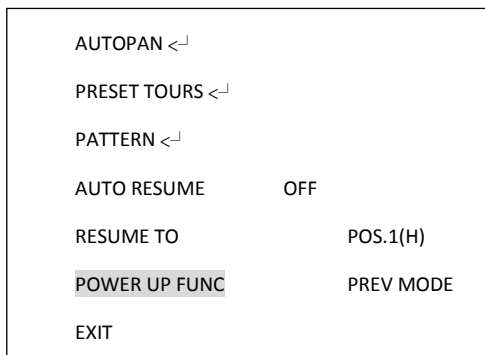 AUTOPAN <┘
PRESET TOURS <┘
PATTERN <┘
AUTO RESUME OFF
RESUME TO POS.1(H)
POWER UP FUNC PREV MODE
EXIT